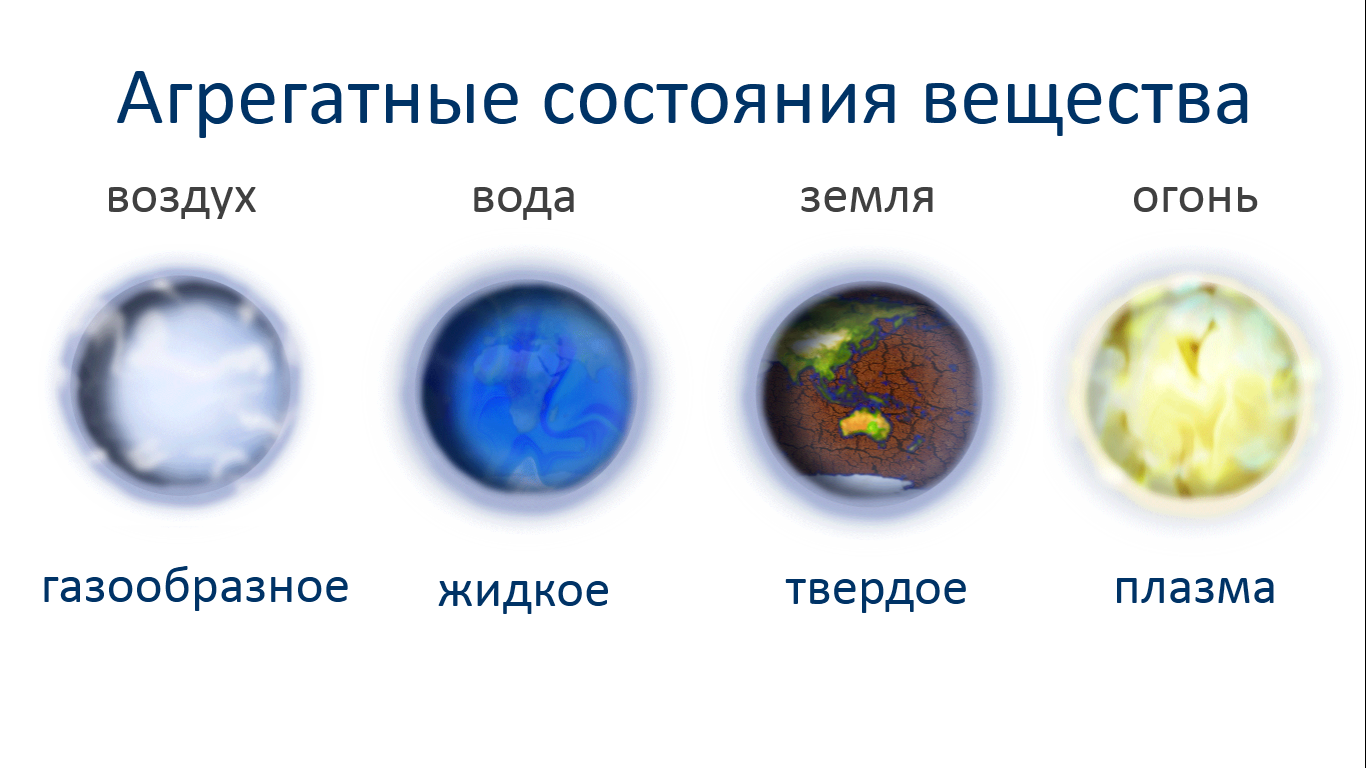 Агрегатные состояния вещества
воздух вода земля огонь
газообразное жидкое твердое плазма